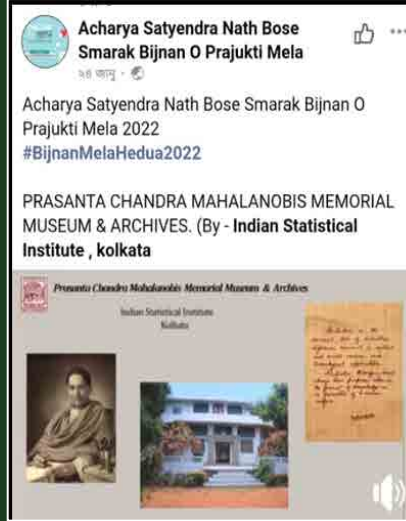 Acharya Satyendra Nath Bose
Smarak Bijnan O Prajukti Mela
২৪ জানু ·
Acharya Satyendra Nath Bose Smarak Bijnan O
Prajukti Mela 2022
#BijnanMelaHedua2022
PRASANTA CHANDRA MAHALANOBIS MEMORIAL
MUSEUM & ARCHIVES. (By - Indian Statistical
Institute , kolkata
Prasanta Chandra Mahalanobis Memorial Museum & Archives
Indian Statistical Institute
Kolkata